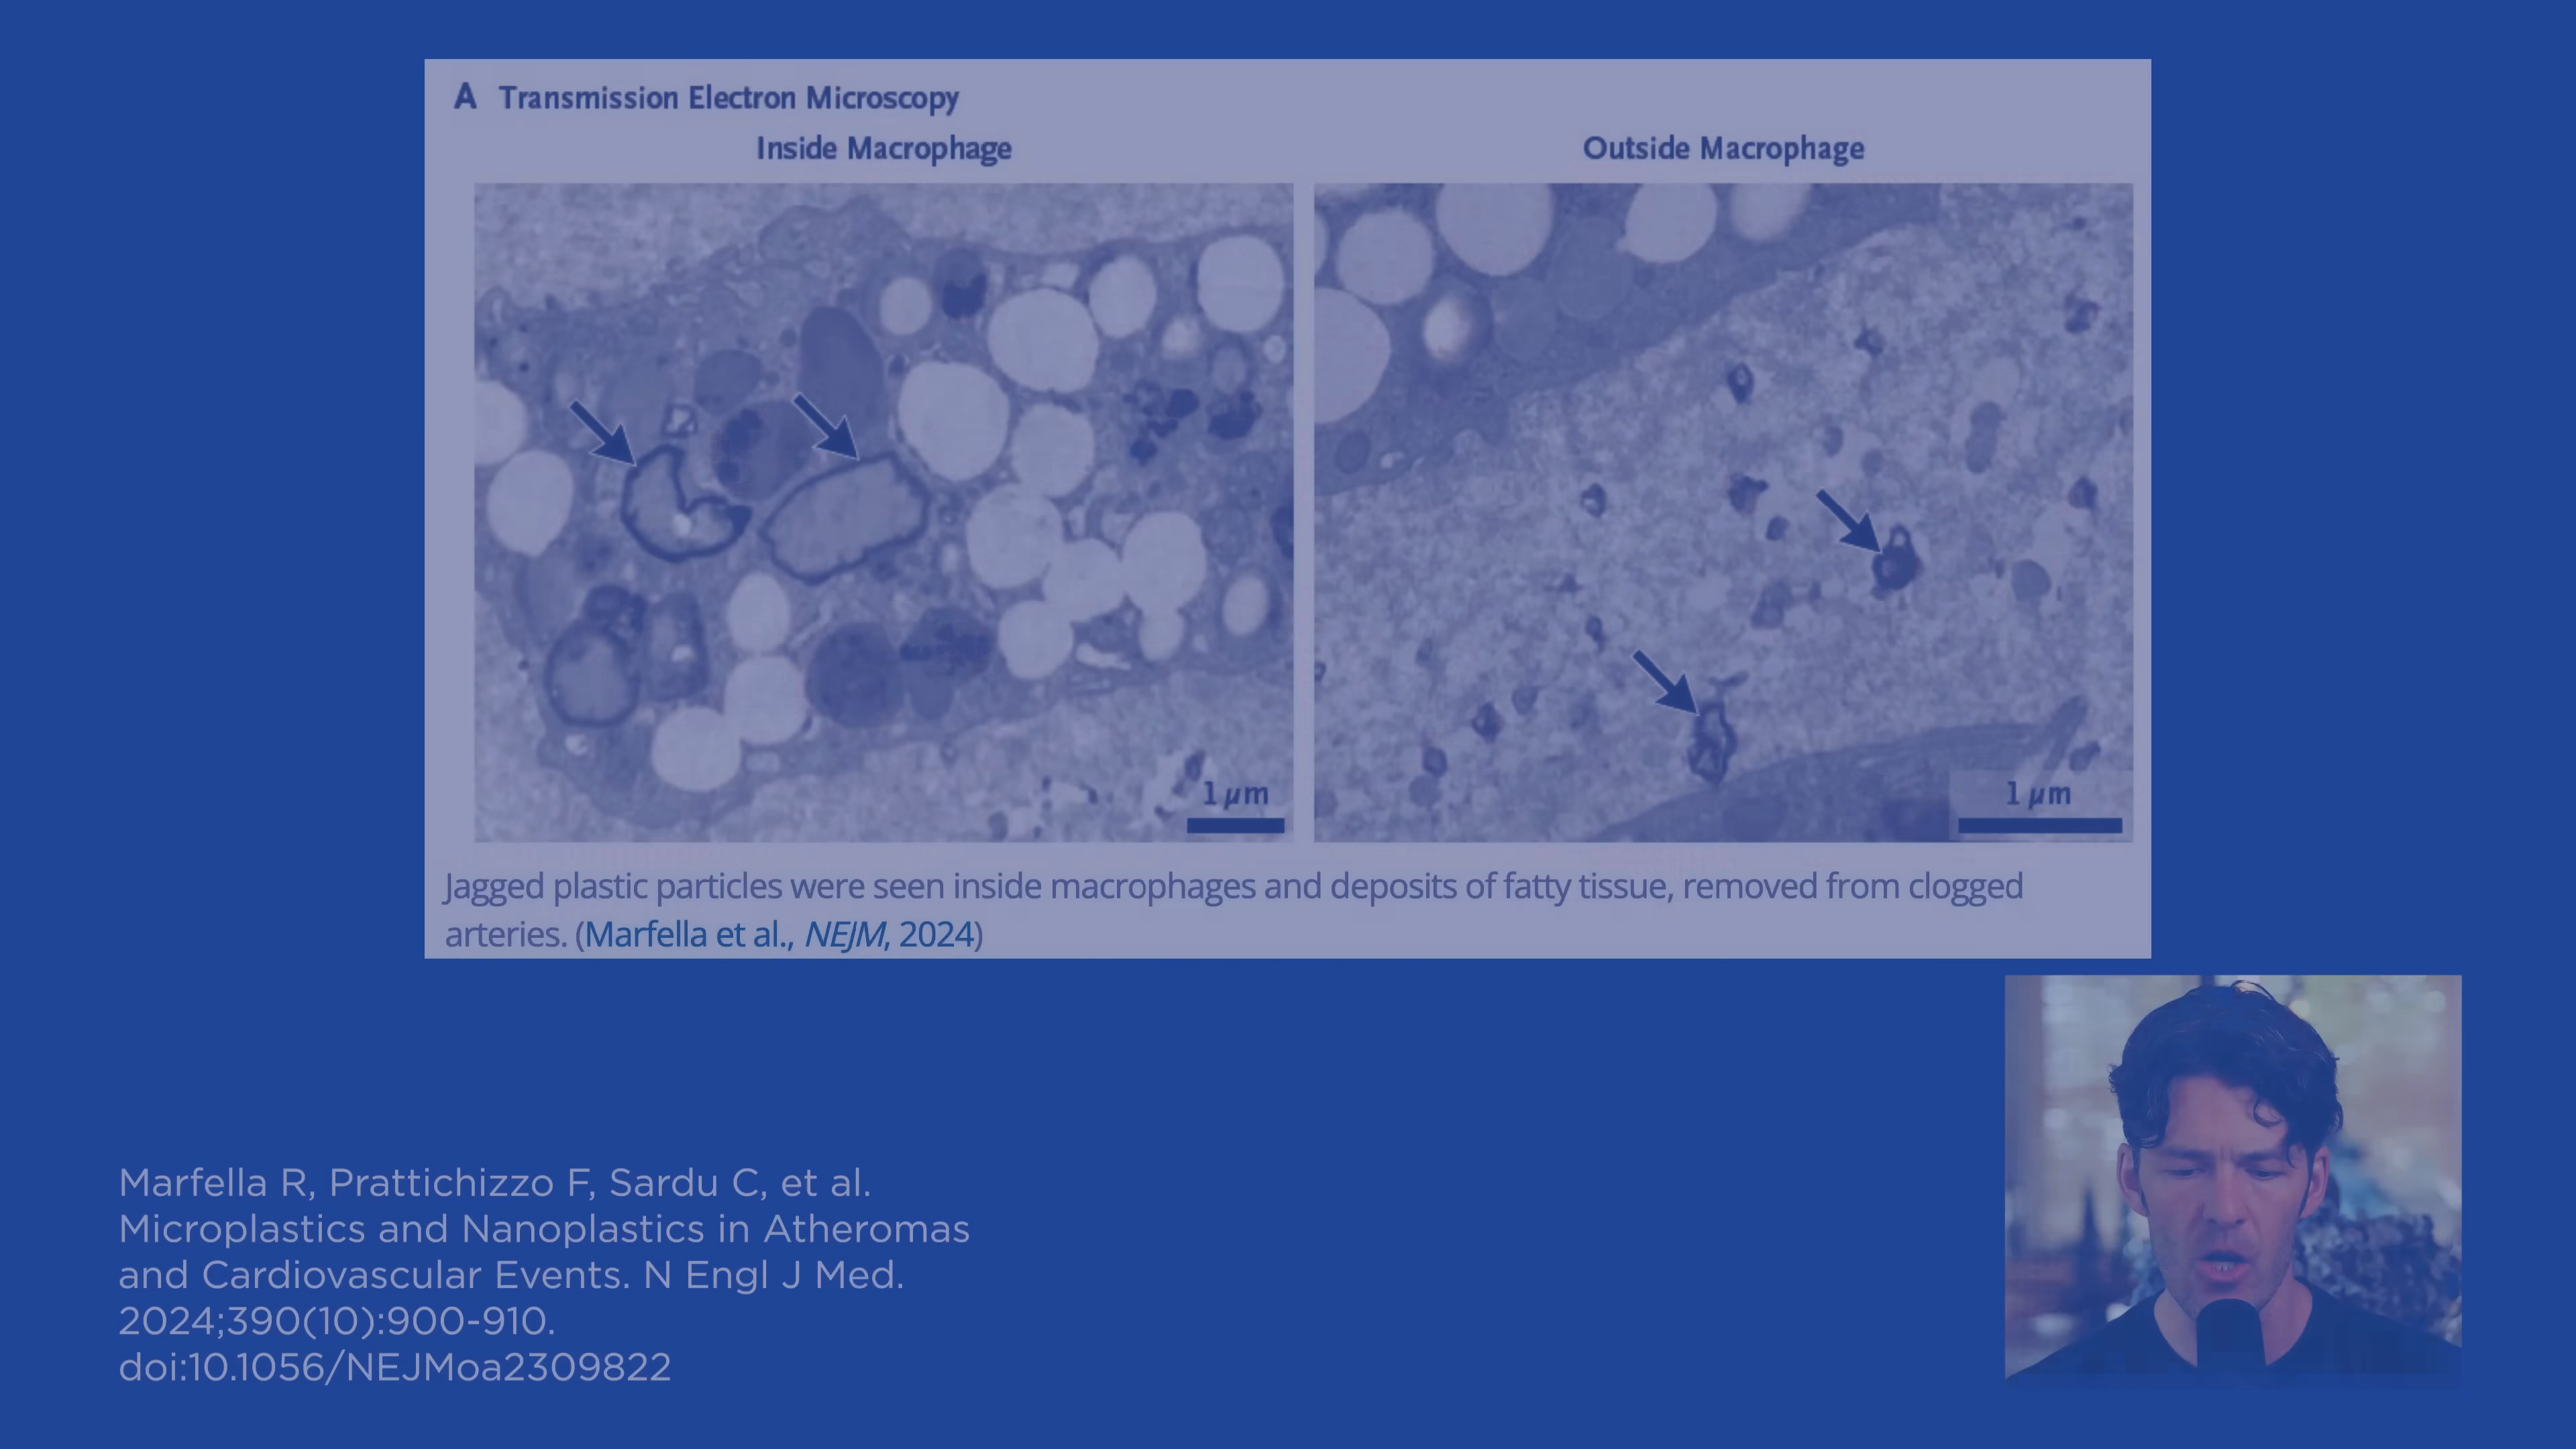 A Transmission Electron Microscopy
Inside Macrophage
Outside Macrophage
1 µm
1 µm
Jagged plastic particles were seen inside macrophages and deposits of fatty tissue, removed from clogged
arteries. (Marfella et al., NEJM, 2024)
Marfella R, Prattichizzo F, Sardu C, et al.
Microplastics and Nanoplastics in Atheromas
and Cardiovascular Events. N Engl J Med.
2024;390(10):900-910.
doi:10.1056/NEJMoa2309822